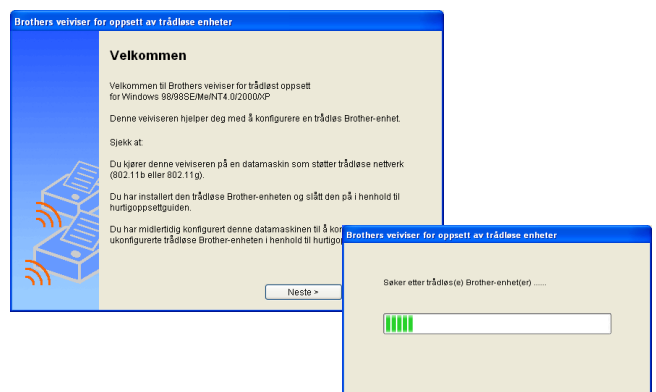 Brothers veiviser for oppsett av trådløse enheter
Velkommen
Velkommen til Brothers veiviser for trådløst oppsett
for Windows 98/98SE/Me/NT4.0/2000/XP
Denne veiviseren hjelper deg med å konfigurere en trådløs Brother-enhet.
Sjekk at:
Du kjører denne veiviseren på en datamaskin som støtter trådløse nettverk
(802.11b eller 802.11g).
Du har installert den trådløse Brother-enheten og slått den på i henhold til
hurtigoppsettguiden.
Du har midlertidig konfigurert denne datamaskinen til å
ukonfigurerte trådløse Brother-enheten i henhold til
Neste >
Brothers veiviser for oppsett av trådløse enheter
Søker etter trådløs(e) Brother-enhet(er) ......